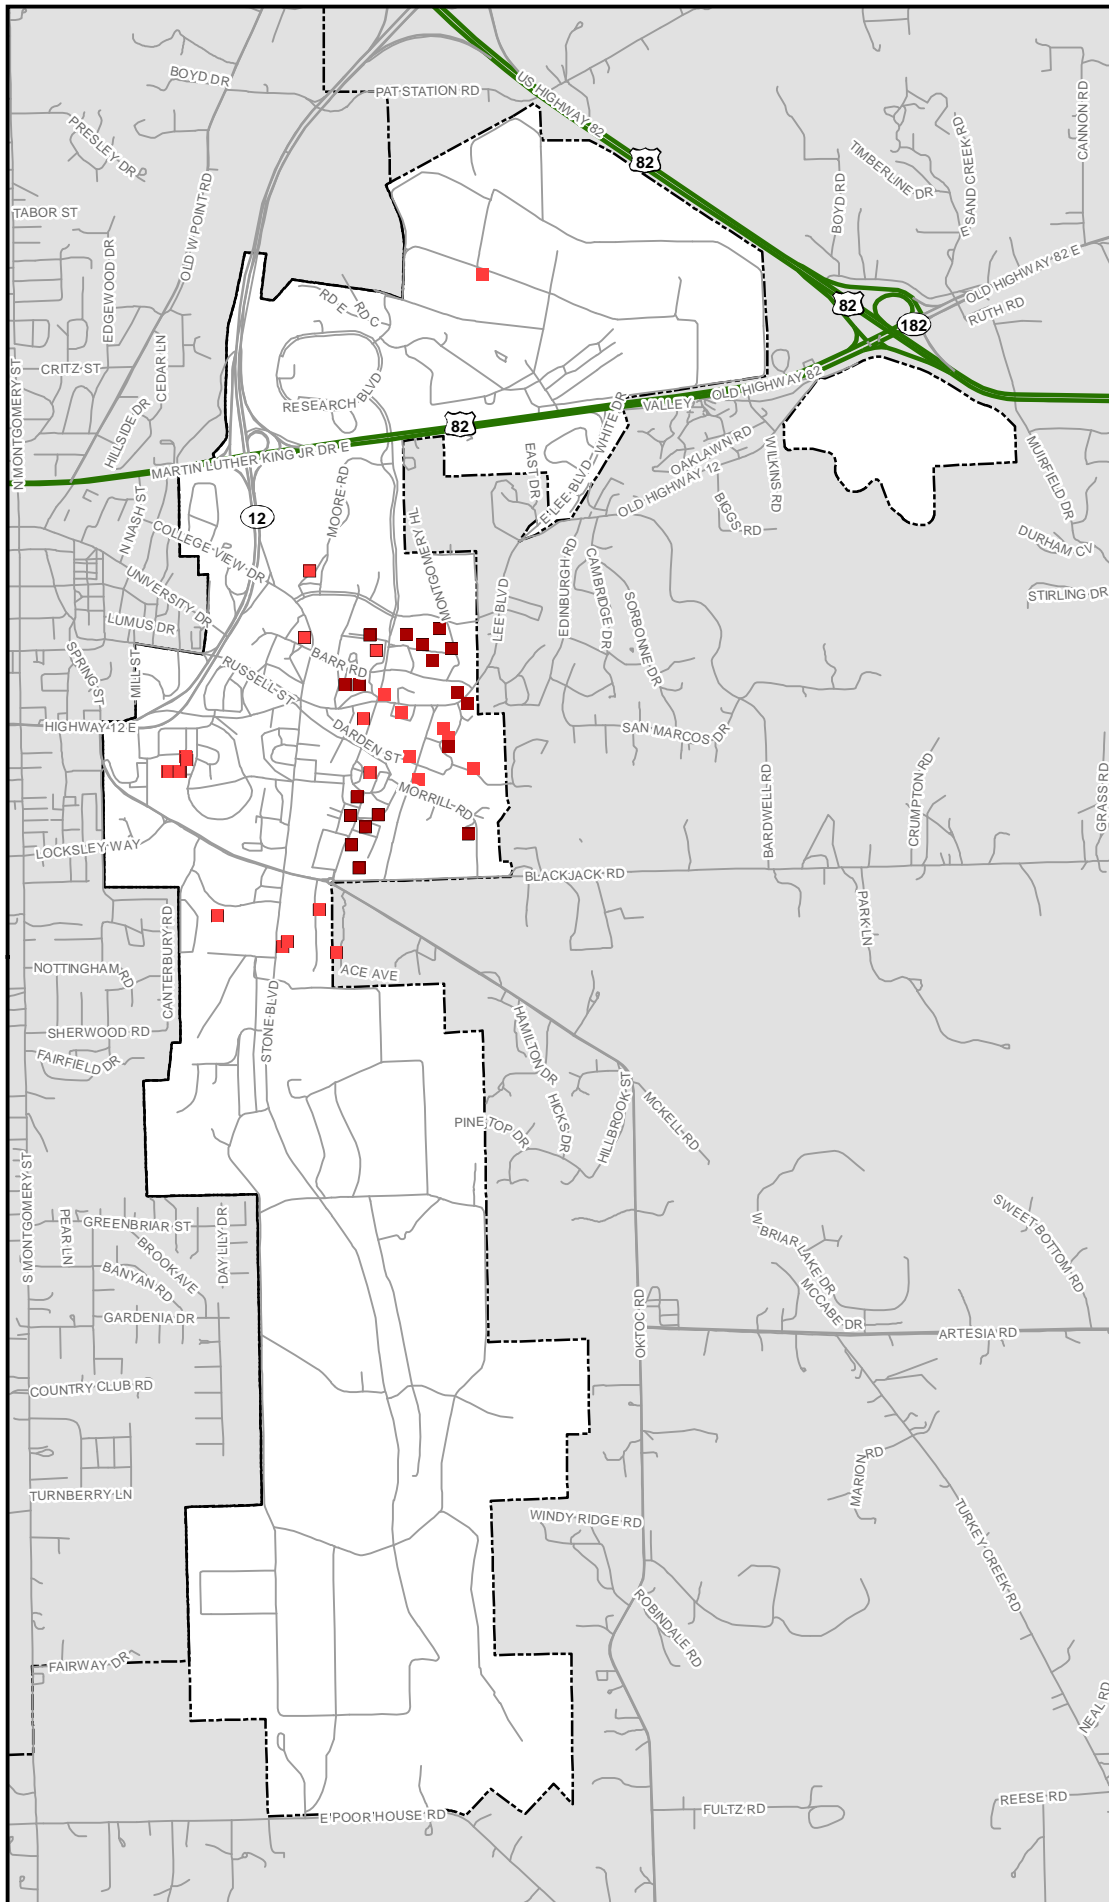 BOYD DR
PAT STATION RD
US HIGHWAY 82
CANNON RD
PRESLEY DR
82
TIMBERLINE DR
E SAND CREEK RD
BOYD RD
TABOR ST
OLD W POINT RD
EDGEWOOD DR
OLD HIGHWAY 82 E
RD E
RD C
82
182
RUTH RD
N MONTGOMERY ST
CRITZ ST
CEDAR LN
RESEARCH BLVD
VALLEY
OLD HIGHWAY 82
HILLSIDE DR
82
WHITE DR
MARTIN LUTHER KING JR DR E
EAST DR
OAKLAWN RD
WILKINS RD
MUIRFIELD DR
MOORE RD
E LEE BLVD
OLD HIGHWAY 12
BIGGS RD
N NASH ST
12
COLLEGE VIEW DR
MONTGOMERY HL
DURHAM CV
UNIVERSITY DR
LEE BLVD
EDINBURGH RD
CAMBRIDGE DR
SORBONNE DR
STIRLING DR
LUMUS DR
SPRING ST
MILL ST
BARR RD
RUSSELL ST
HIGHWAY 12 E
DARDEN ST
SAN MARCOS DR
BARDWELL RD
CRUMPTON RD
GRASS RD
MORRILL RD
LOCKSLEY WAY
BLACKJACK RD
CANTERBURY RD
PARK LN
NOTTINGHAM RD
ACE AVE
STONE BLVD
SHERWOOD RD
HAMILTON DR
FAIRFIELD DR
HICKS DR
HILLBROOK ST
MCKELL RD
PINE TOP DR
S MONTGOMERY ST
PEAR LN
GREENBRIAR ST
DAY LILY DR
W BRIAR LAKE DR
SWEET BOTTOM RD
BROOK AVE
BANYAN RD
MCCABE DR
GARDENIA DR
OKTOC RD
ARTESIA RD
COUNTRY CLUB RD
MARION RD
TURNBERRY LN
WINDY RIDGE RD
TURKEY CREEK RD
ROBINDALE RD
FAIRWAY DR
NEAL RD
E POOR HOUSE RD
FULTZ RD
REESE RD